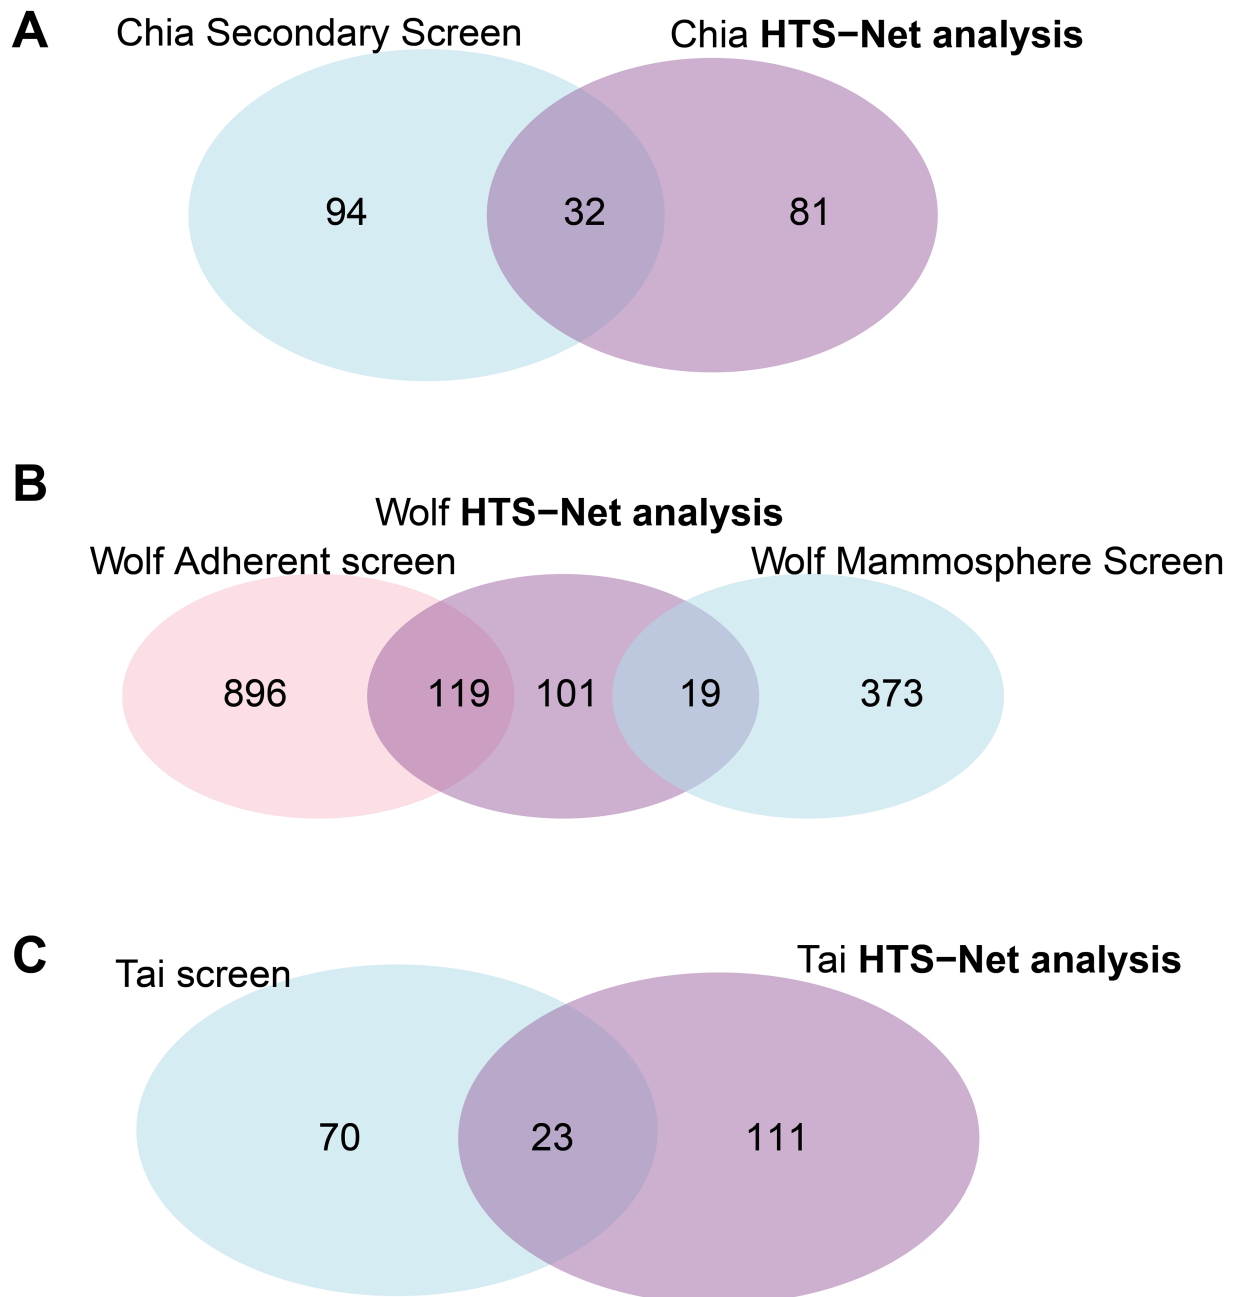 A
Chia Secondary Screen
Chia HTS−Net analysis
94
32
81
B
Wolf HTS−Net analysis
Wolf Adherent screen
Wolf Mammosphere Screen
896
119
101
19
373
C
Tai screen
Tai HTS−Net analysis
70
23
111